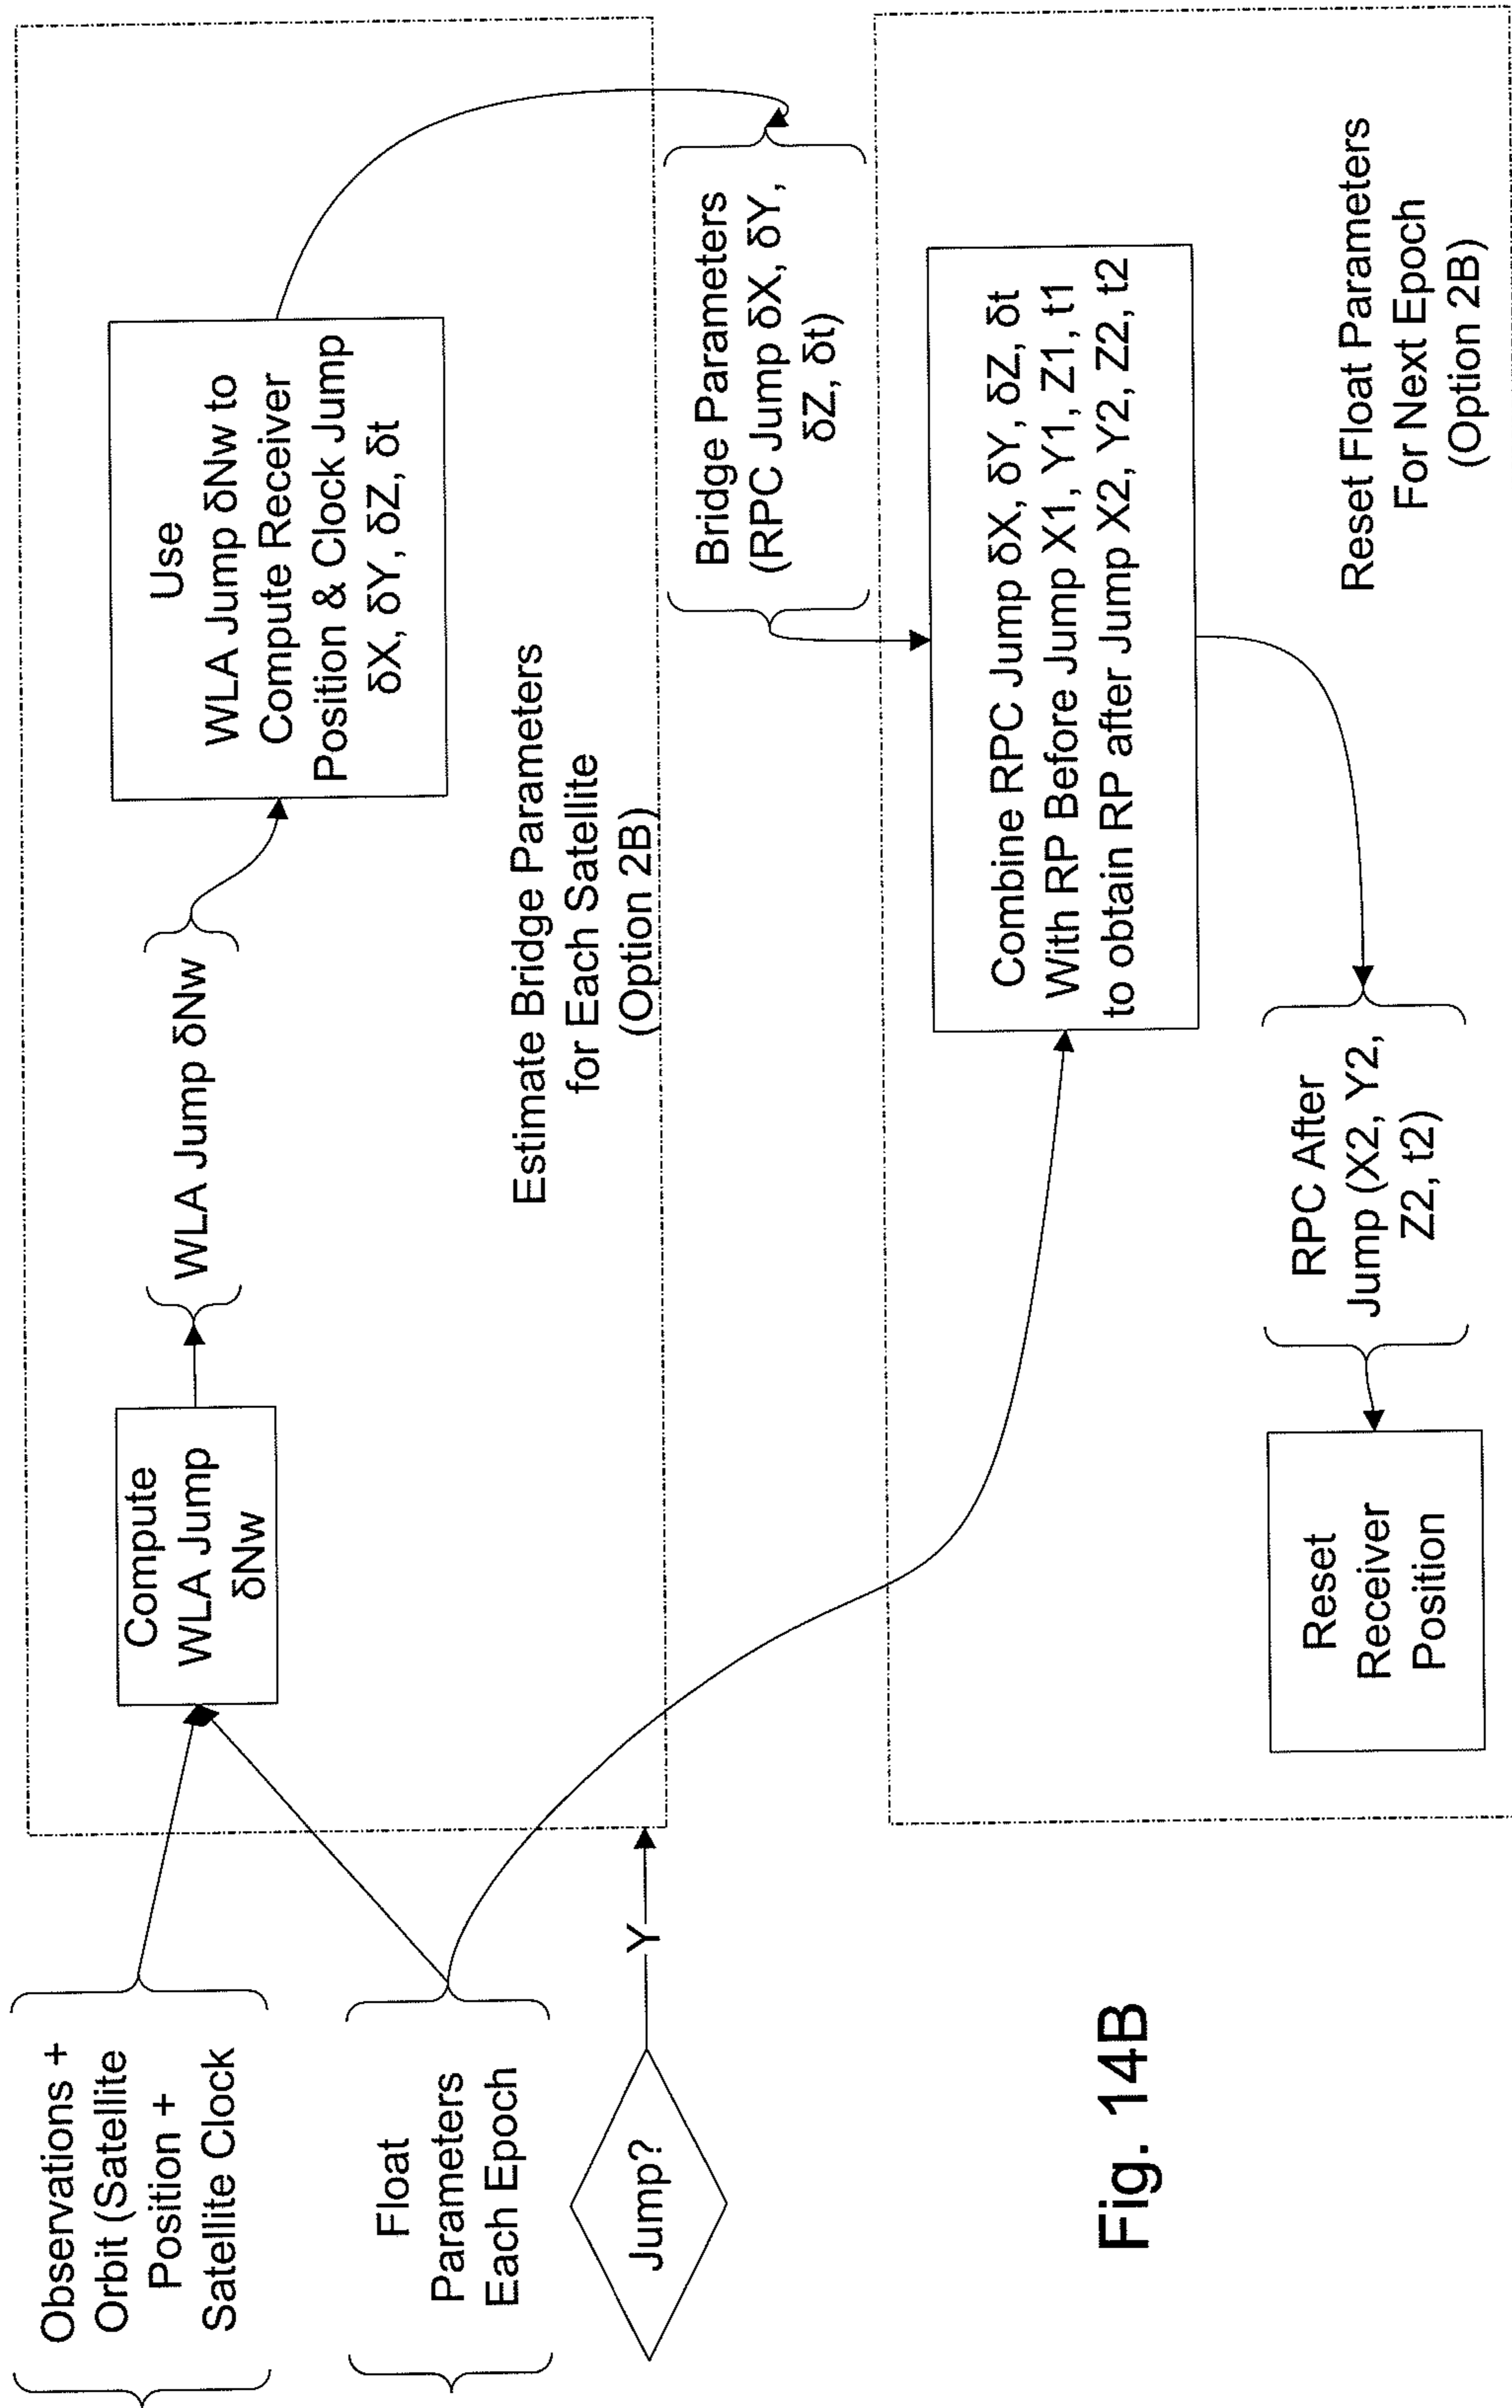 Observations +
Orbit (Satellite
Position +
Satellite Clock
Float
Parameters
Each Epoch
Jump?
Y
Compute
WLA Jump
δNw
WLA Jump δNw
Use
WLA Jump δNw to
Compute Receiver
Position & Clock Jump
δX, δY, δZ, δt
Estimate Bridge Parameters
for Each Satellite
(Option 2B)
Bridge Parameters
(RPC Jump δX, δY,
δZ, δt)
Combine RPC Jump δX, δY, δZ, δt
With RP Before Jump X1, Y1, Z1, t1
to obtain RP after Jump X2, Y2, Z2, t2
RPC After
Jump (X2, Y2,
Z2, t2)
Reset
Receiver
Position
Reset Float Parameters
For Next Epoch
(Option 2B)
Fig. 14B